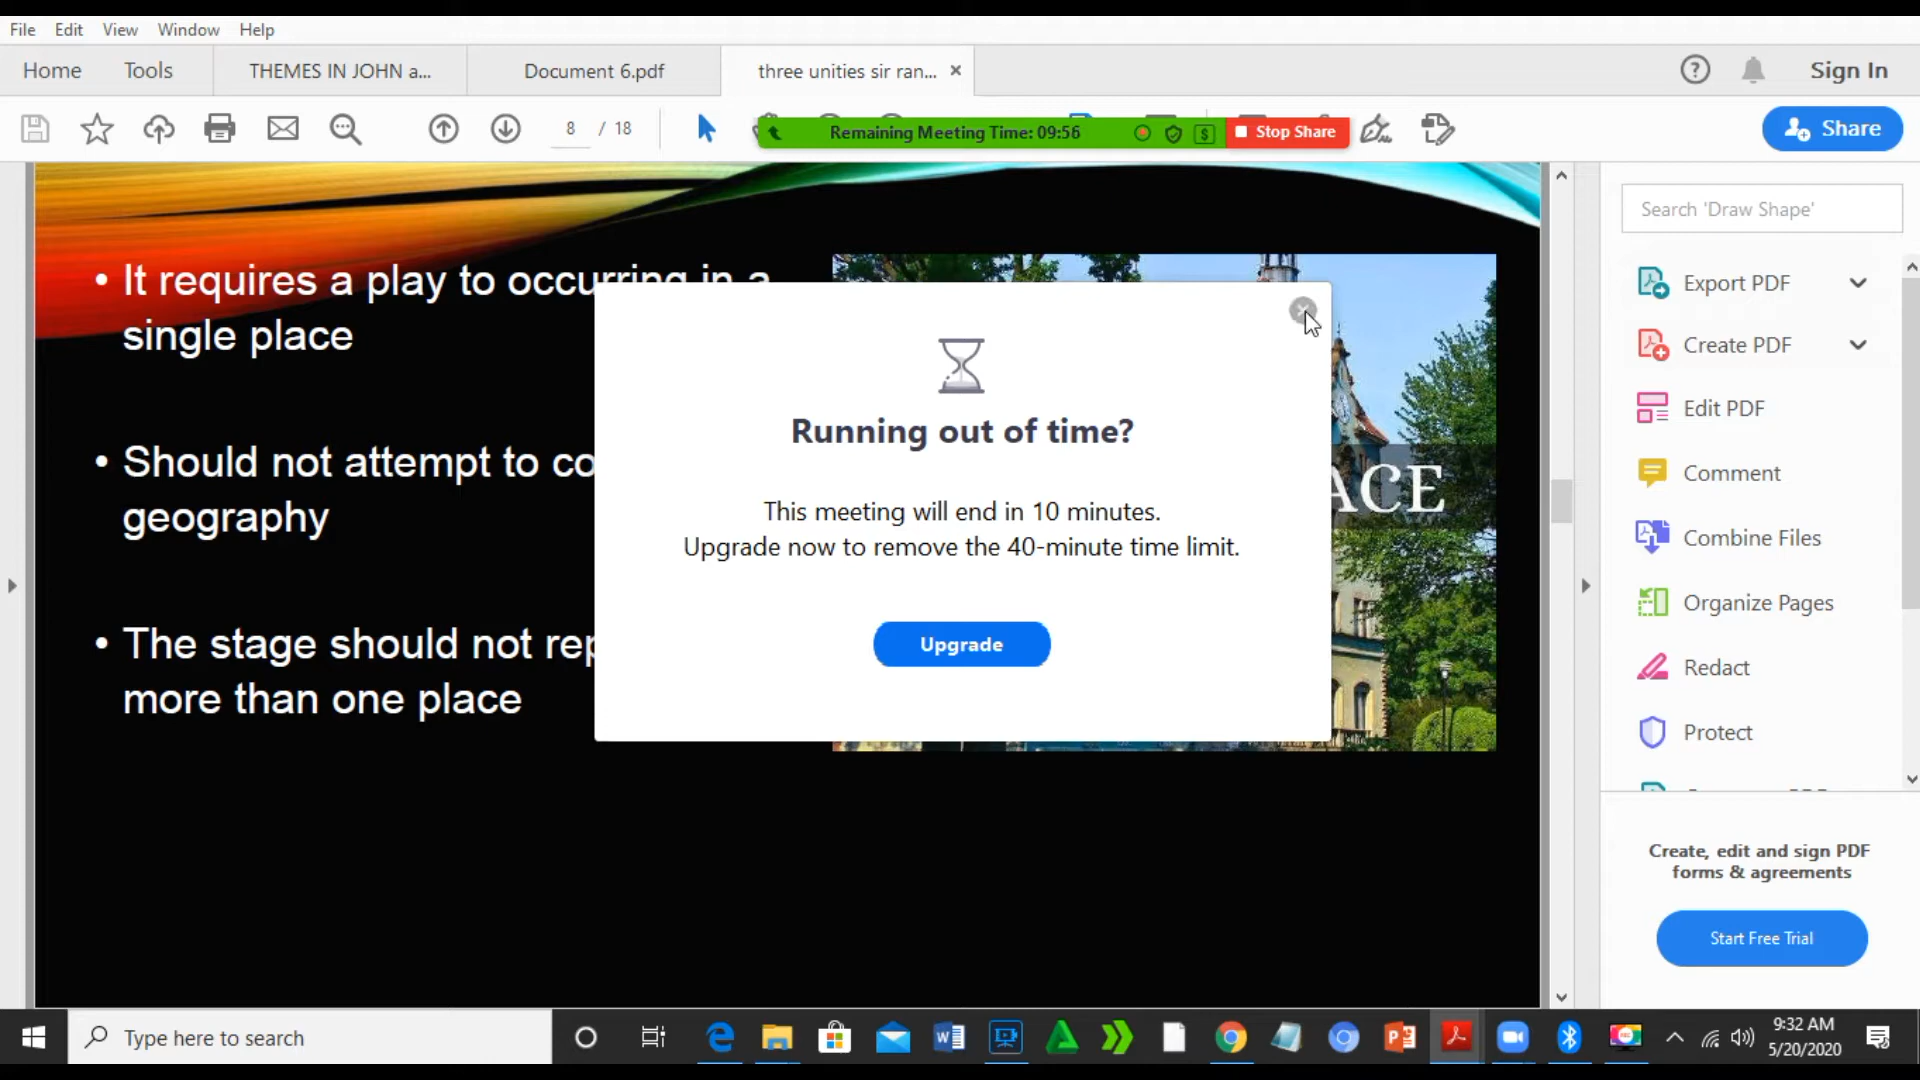 File Edit View Window Help
Home Tools THEMES IN JOHN a... Document 6.pdf three unities sir ran... Sign In
8 / 18
Remaining Meeting Time: 09:56 Stop Share
Share
Search 'Draw Shape'
• It requires a play to occurring in a
single place
• Should not attempt to co
geography
• The stage should not rep
more than one place
ACE
Running out of time?
This meeting will end in 10 minutes.
Upgrade now to remove the 40-minute time limit.
Upgrade
Export PDF
Create PDF
Edit PDF
Comment
Combine Files
Organize Pages
Redact
Protect
Create, edit and sign PDF
forms & agreements
Start Free Trial
Type here to search
9:32 AM
5/20/2020